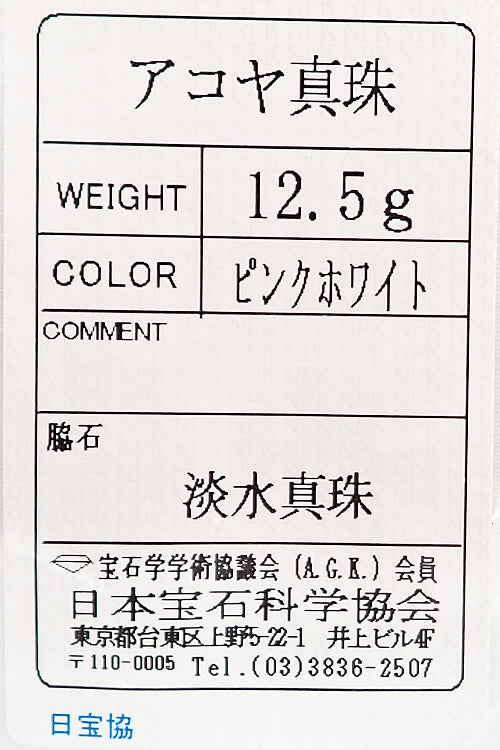 アコヤ真珠
WEIGHT 12.5g
COLOR ピンクホワイト
COMMENT
脇石
淡水真珠
宝石学学術協議会(A.G.K.)会員
日本宝石科学協会
東京都台東区上野5-22-1 井上ビル4F
〒110-0005 Tel.(03)3836-2507
日宝協